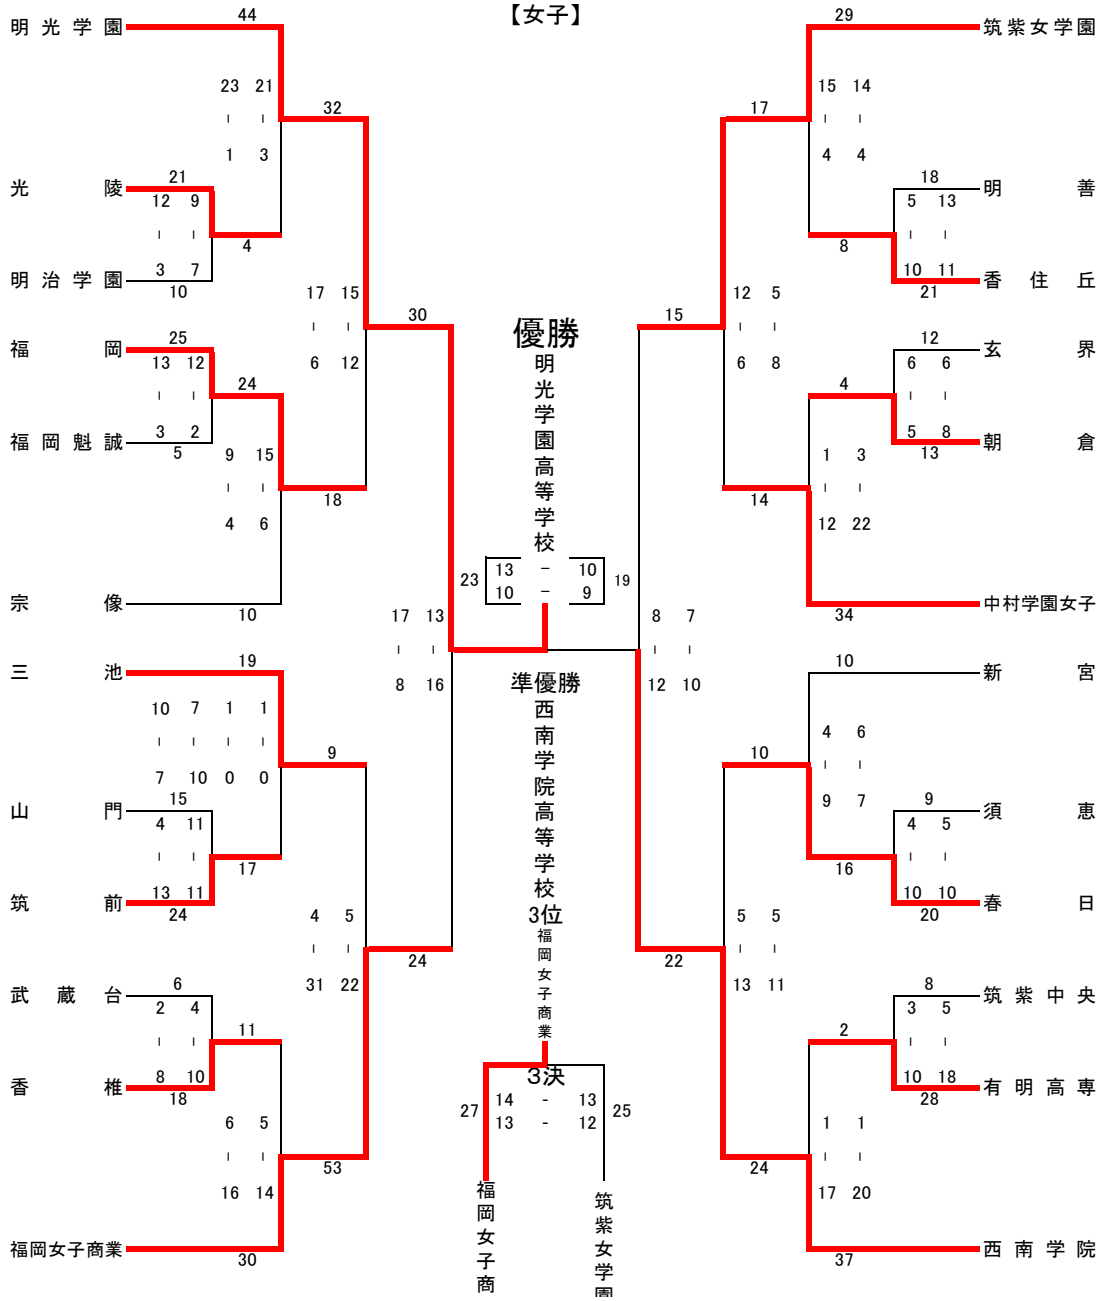 【女子】
44
29
明光学園
筑紫女学園
23 21
15 14
32
17
- -
- -
1 3
4 4
21
18
光陵
明善
12 9
5 13
- -
- -
4
8
3 7
10 11
明治学園
香住丘
10
21
17 15
12 5
30
15
- -
- -
6 12
6 8
優勝
明光学園高等学校
25
12
福岡
玄界
13 12
6 6
24
4
- -
- -
3 2
5 8
福岡魁誠
朝倉
5
13
9 15
1 3
- -
- -
18
14
4 6
12 22
23
13 - 10
10 - 9
19
宗像
中村学園女子
10
34
17 13
8 7
- -
- -
8 16
12 10
準優勝
西南学院高等学校
19
10
三池
新宮
10 7 1 1
4 6
- - - -
- -
9
10
7 10 0 0
9 7
15
9
山門
須恵
4 11
4 5
- -
- -
17
16
13 11
10 10
筑前
春日
24
20
3位
福岡女子商業
4 5
5 5
- -
- -
24
22
31 22
13 11
6
8
武蔵台
筑紫中央
2 4
3 5
11
2
- -
- -
8 10
10 18
香椎
有明高専
18
28
3決
27
14 - 13
13 - 12
25
6 5
1 1
- -
- -
53
24
16 14
17 20
福岡女子商
筑紫女学園
福岡女子商業
西南学院
30
37